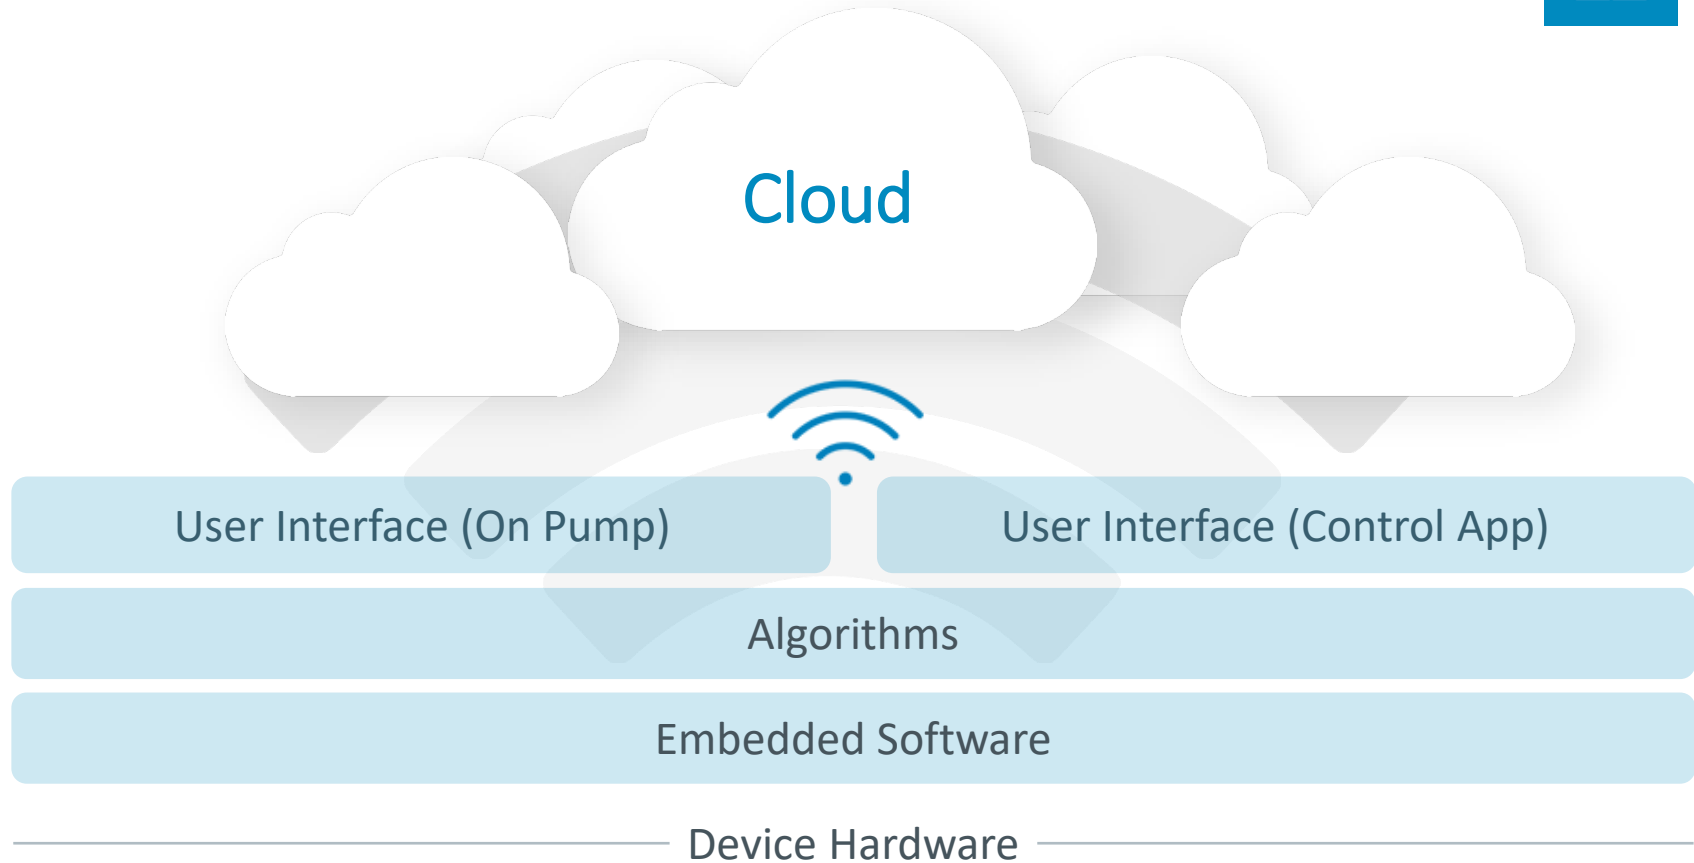 Cloud
User Interface (On Pump)
User Interface (Control App)
Algorithms
Embedded Software
Device Hardware